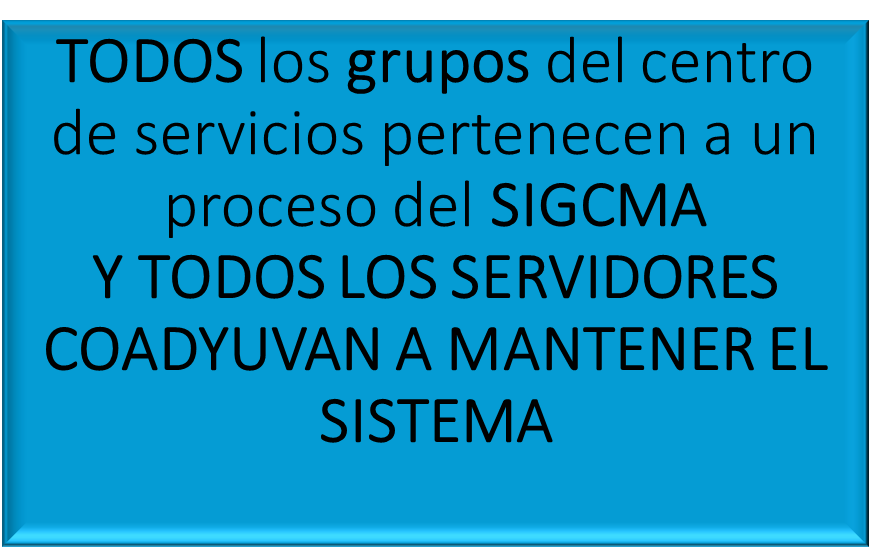 TODOS los grupos del centro
de servicios pertenecen a un
proceso del SIGCMA
Y TODOS LOS SERVIDORES
COADYUVAN A MANTENER EL
SISTEMA